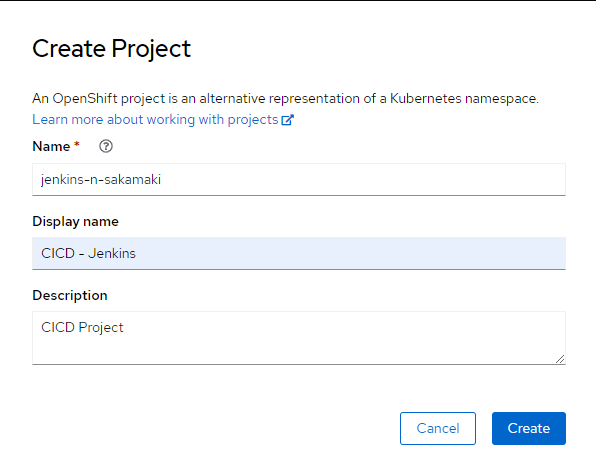 Create Project
An OpenShift project is an alternative representation of a Kubernetes namespace.
Learn more about working with projects
Name *
jenkins-n-sakamaki
Display name
CICD - Jenkins
Description
CICD Project
Cancel
Create